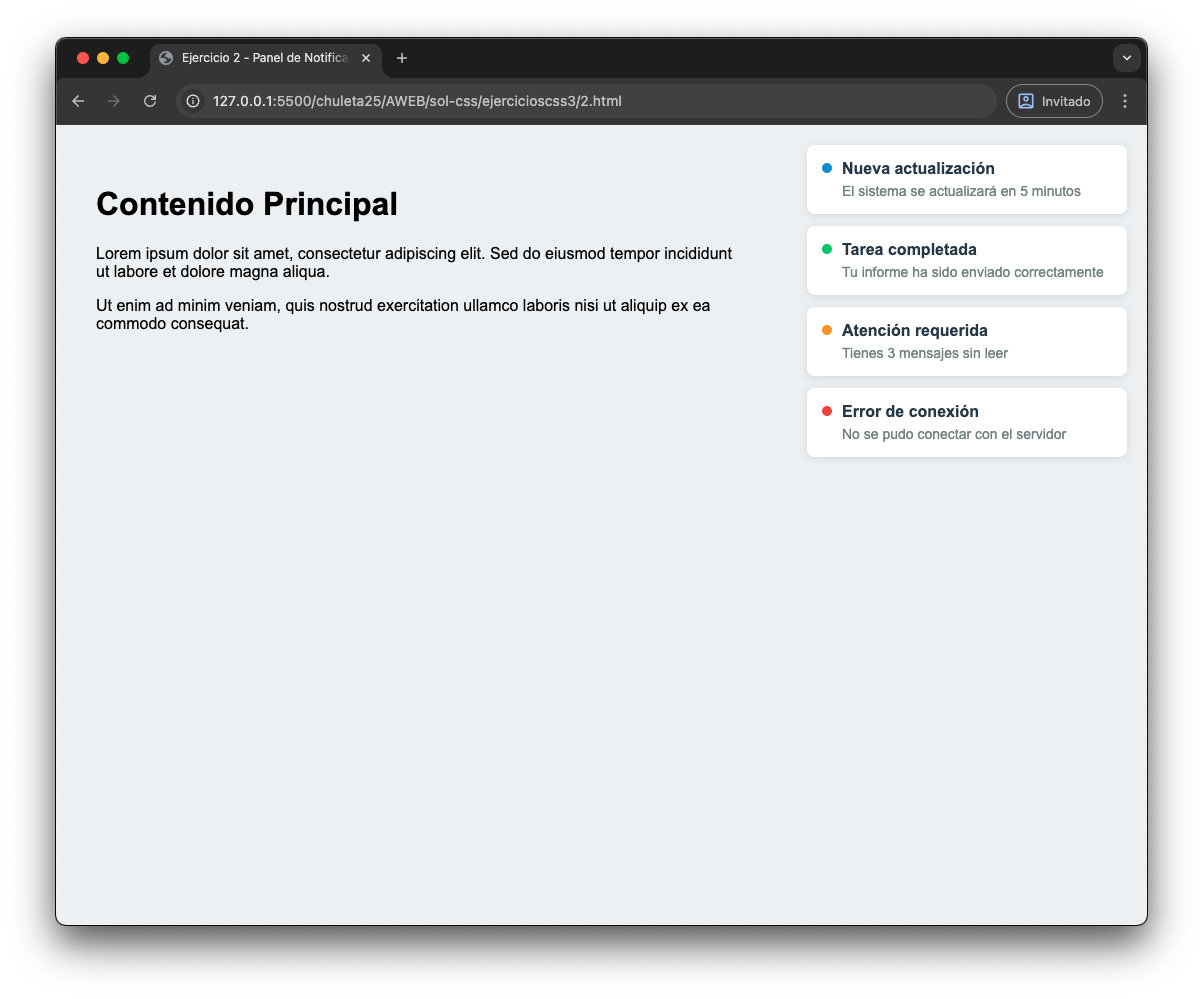 Ejercicio 2 - Panel de Notifica
127.0.0.1:5500/chuleta25/AWEB/sol-css/ejercicioscss3/2.html
Invitado
Contenido Principal
Lorem ipsum dolor sit amet, consectetur adipiscing elit. Sed do eiusmod tempor incididunt
ut labore et dolore magna aliqua.
Ut enim ad minim veniam, quis nostrud exercitation ullamco laboris nisi ut aliquip ex ea
commodo consequat.
Nueva actualización
El sistema se actualizará en 5 minutos
Tarea completada
Tu informe ha sido enviado correctamente
Atención requerida
Tienes 3 mensajes sin leer
Error de conexión
No se pudo conectar con el servidor